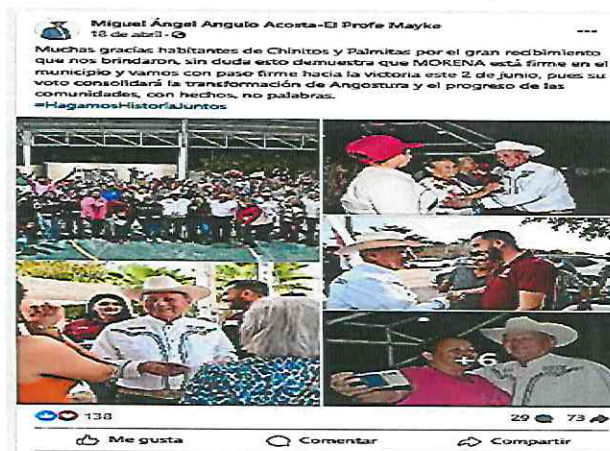 Miguel Ángel Angulo Acosta-El Profe Mayke
18 de abril ·
Muchas gracias habitantes de Chinitos y Palmitas por el gran recibimiento
que nos brindaron, sin duda esto demuestra que MORENA está firme en el
municipio y vamos con paso firme hacia la victoria este 2 de junio, pues su
voto consolidará la transformación de Angostura y el progreso de las
comunidades, con hechos, no palabras.
#HagamosHistoriaJuntos
+6
138
29 73
Me gusta Comentar Compartir